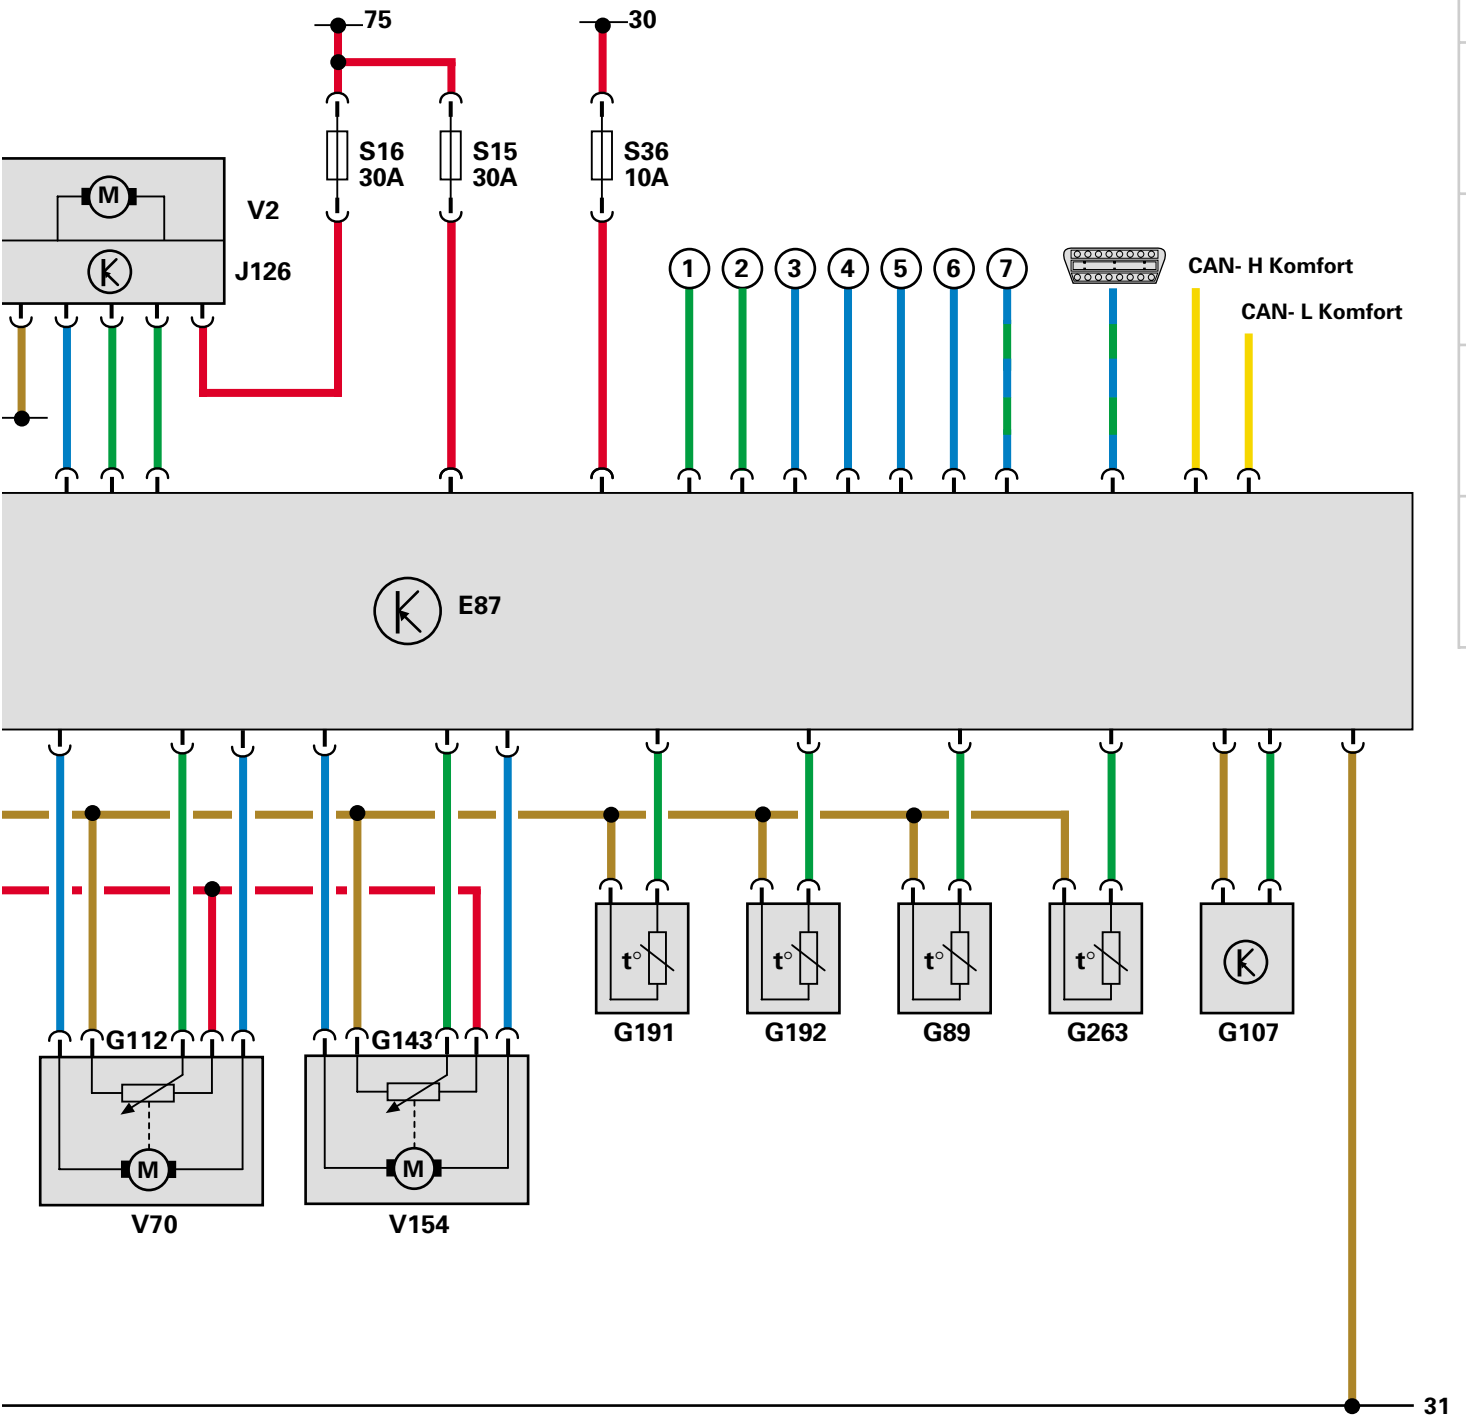 75
30
S16
30A
S15
30A
S36
10A
M
V2
J126
1 2 3 4 5 6 7
CAN- H Komfort
CAN- L Komfort
E87
t°
t°
t°
t°
G191
G192
G89
G263
G107
G112
G143
M
M
V70
V154
31